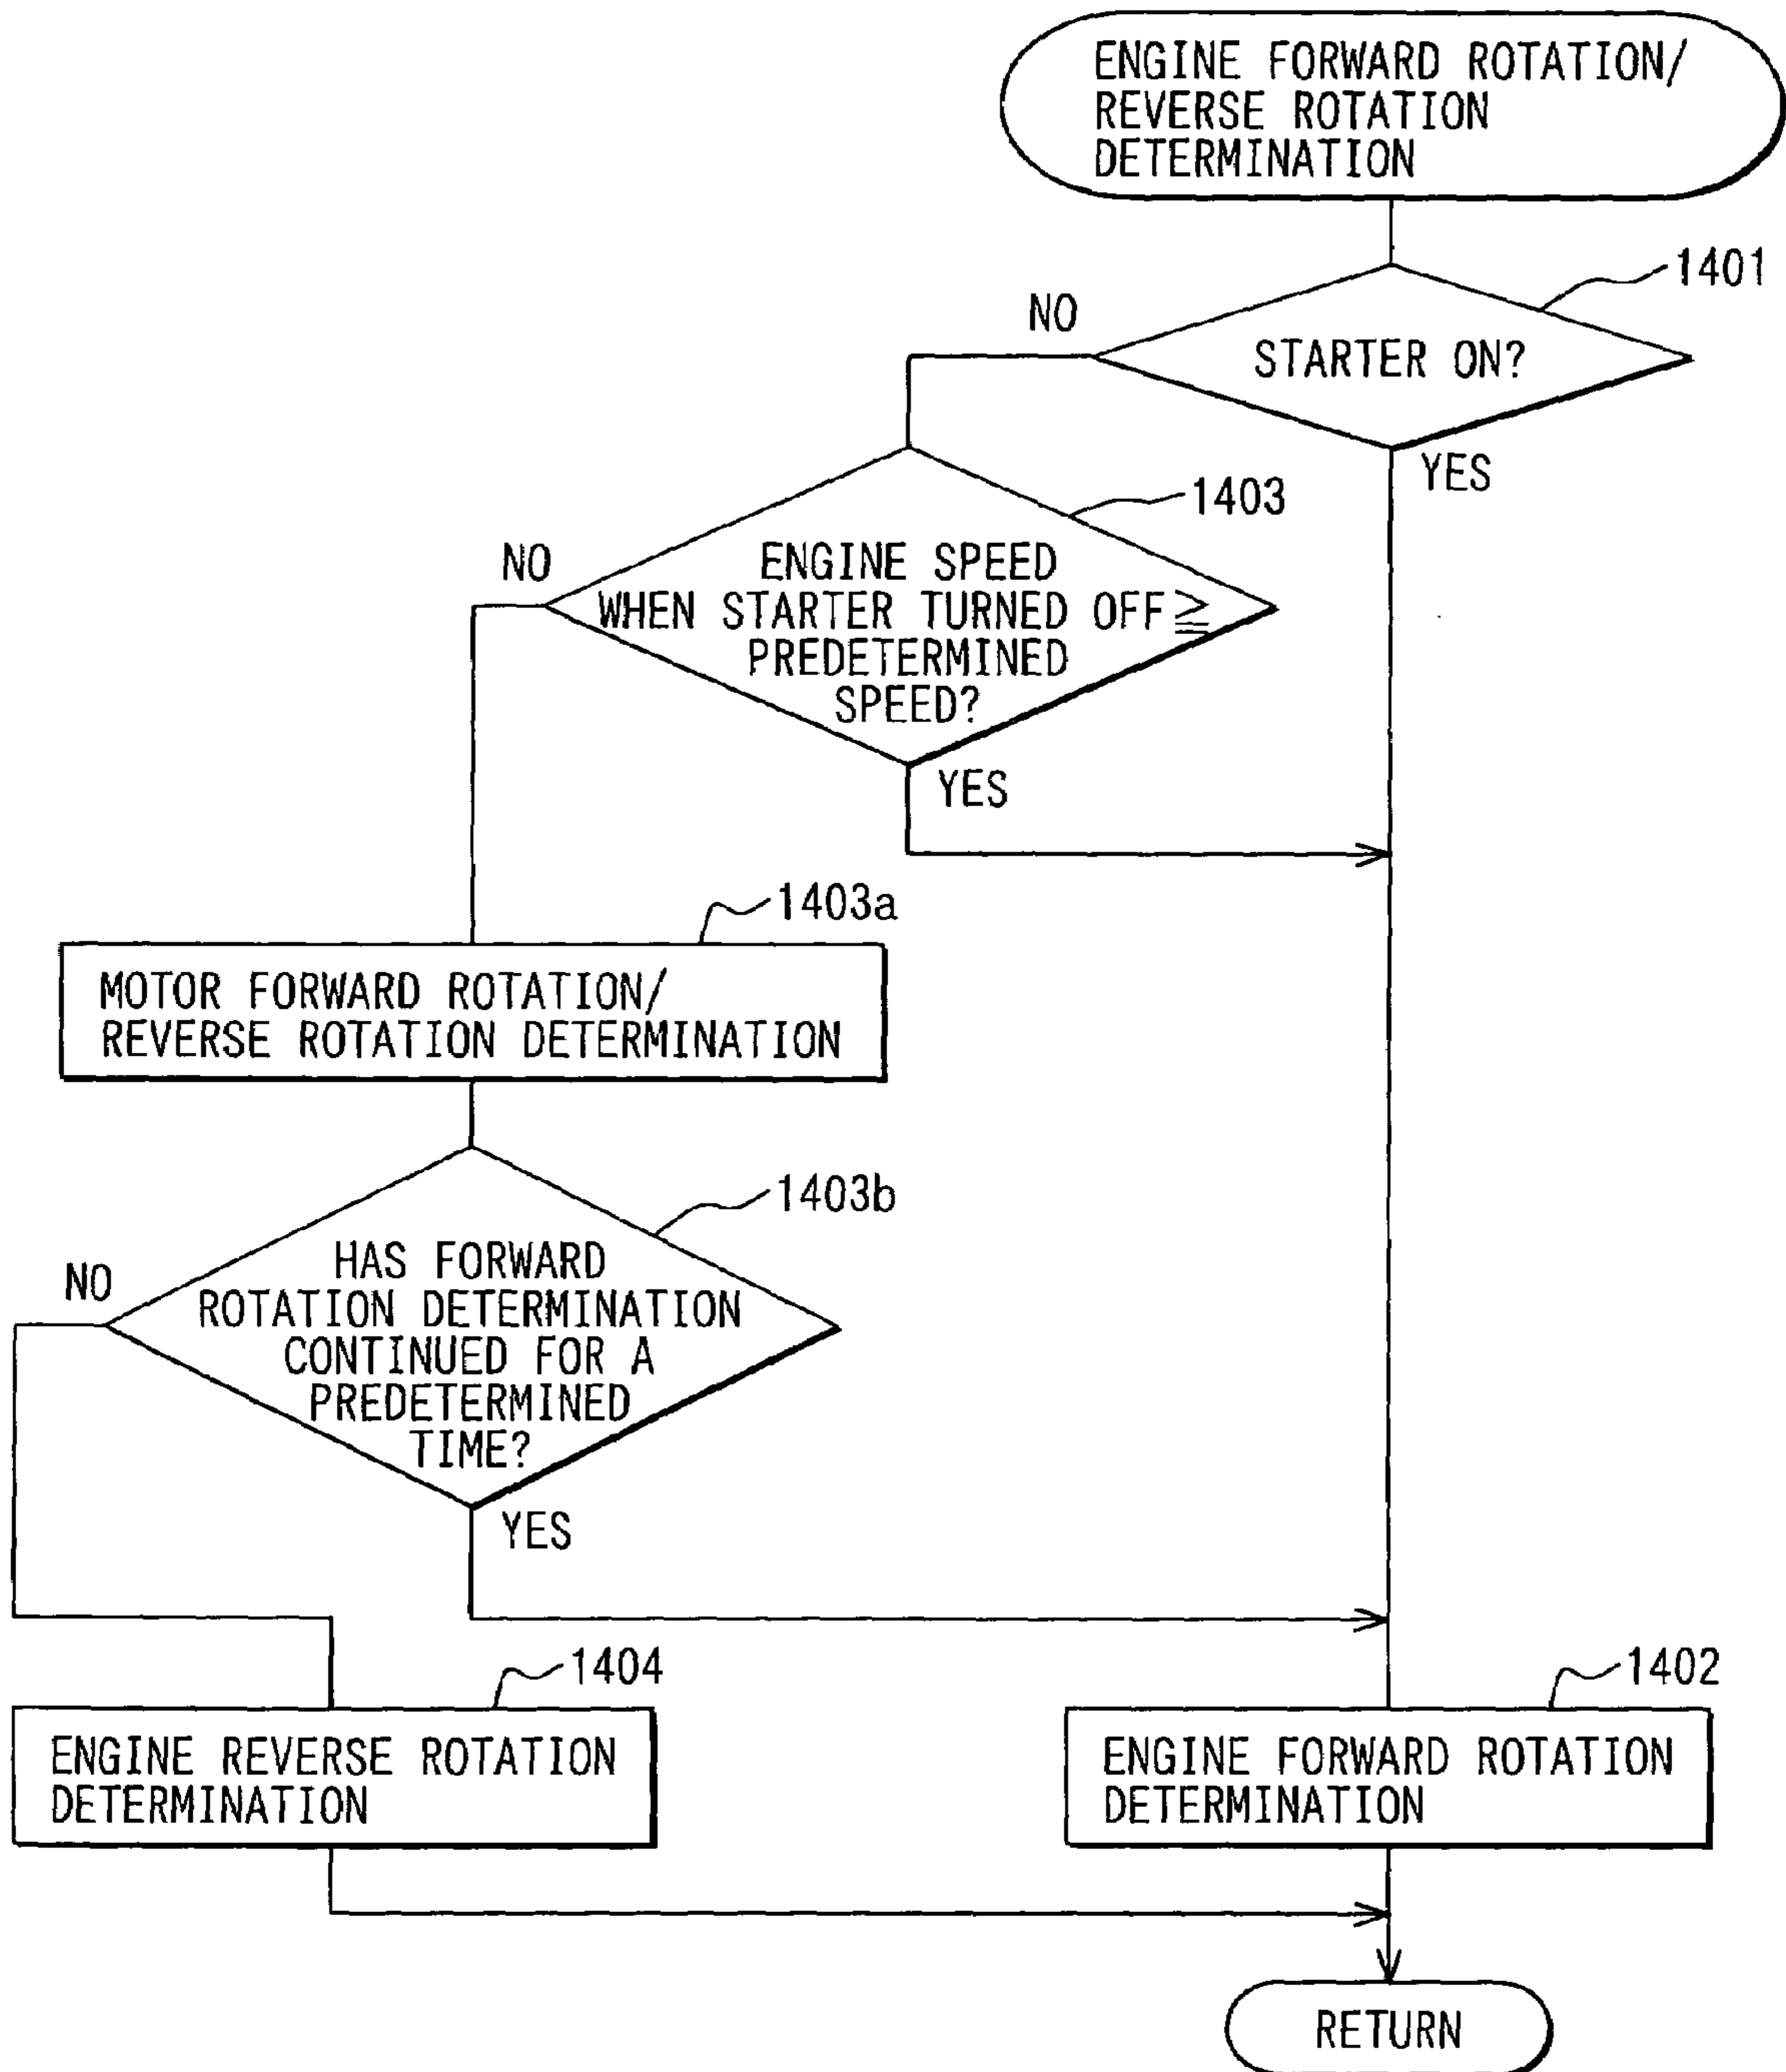 ENGINE FORWARD ROTATION/
REVERSE ROTATION
DETERMINATION
1401
NO
STARTER ON?
YES
1403
NO
ENGINE SPEED
WHEN STARTER TURNED OFF ≧
PREDETERMINED
SPEED?
YES
1403a
MOTOR FORWARD ROTATION/
REVERSE ROTATION DETERMINATION
1403b
NO
HAS FORWARD
ROTATION DETERMINATION
CONTINUED FOR A
PREDETERMINED
TIME?
YES
1404
ENGINE REVERSE ROTATION
DETERMINATION
1402
ENGINE FORWARD ROTATION
DETERMINATION
RETURN